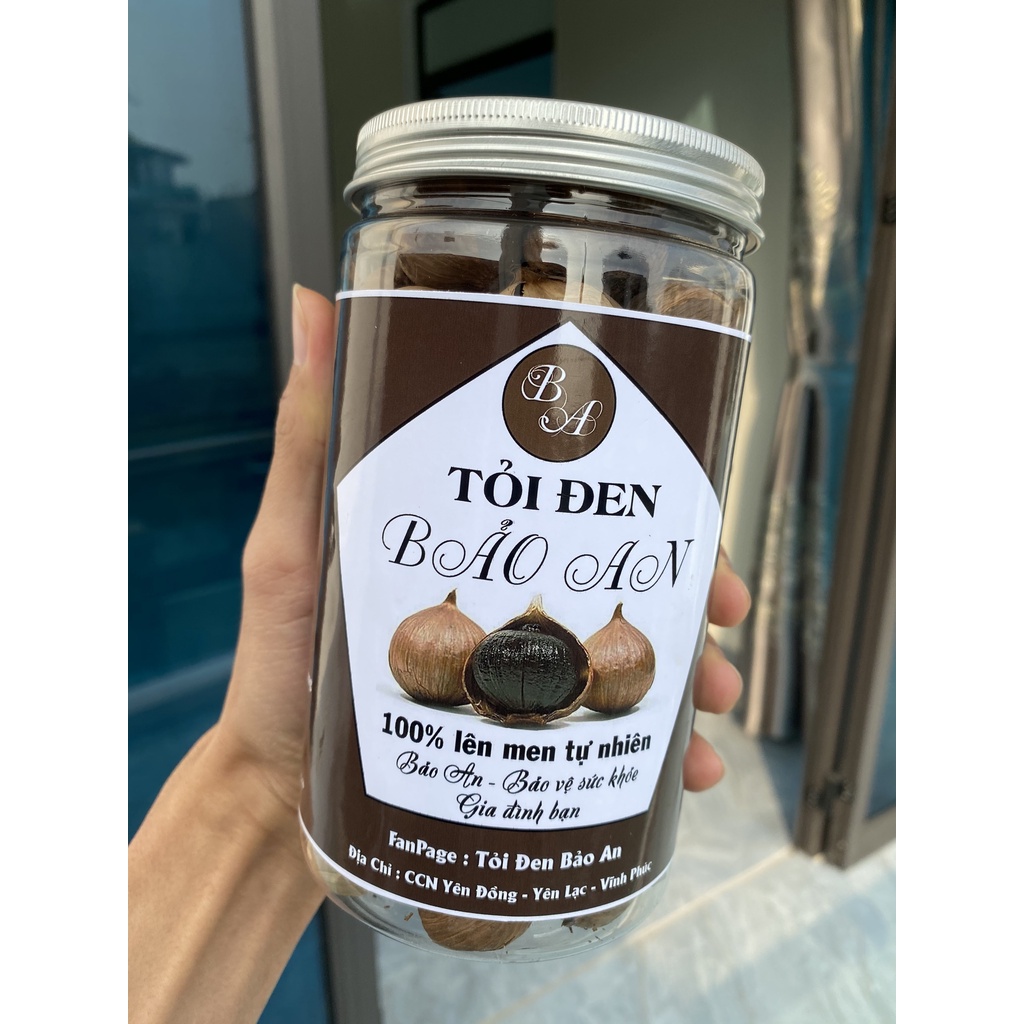 BA
TỎI ĐEN
BẢO AN
100% lên men tự nhiên
Bảo An - Bảo vệ sức khỏe
Gia đình bạn
FanPage : Tỏi Đen Bảo An
Địa Chỉ : CCN Yên Đồng - Yên Lạc - Vĩnh Phúc